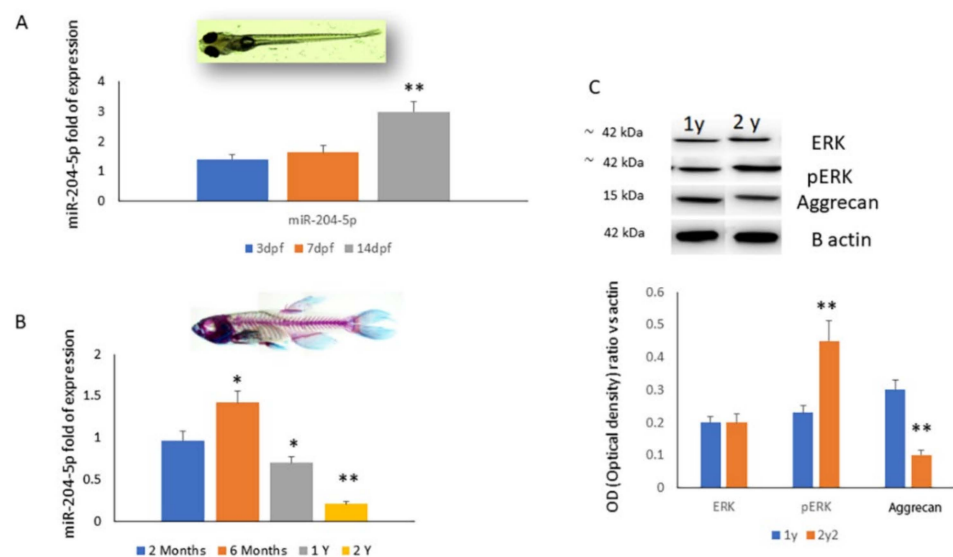 A
miR-204-5p fold of expression
4
3
2
1
0
**
miR-204-5p
3dpf 7dpf 14dpf
B
miR-204-5p fold of expression
2
1.5
1
0.5
0
*
*
**
2 Months 6 Months 1 Y 2 Y
C
1y 2 y
~ 42 kDa ERK
~ 42 kDa pERK
15 kDa Aggrecan
42 kDa B actin
OD (Optical density) ratio vs actin
0.6
0.5
0.4
0.3
0.2
0.1
0
**
**
ERK pERK Aggrecan
1y 2y2